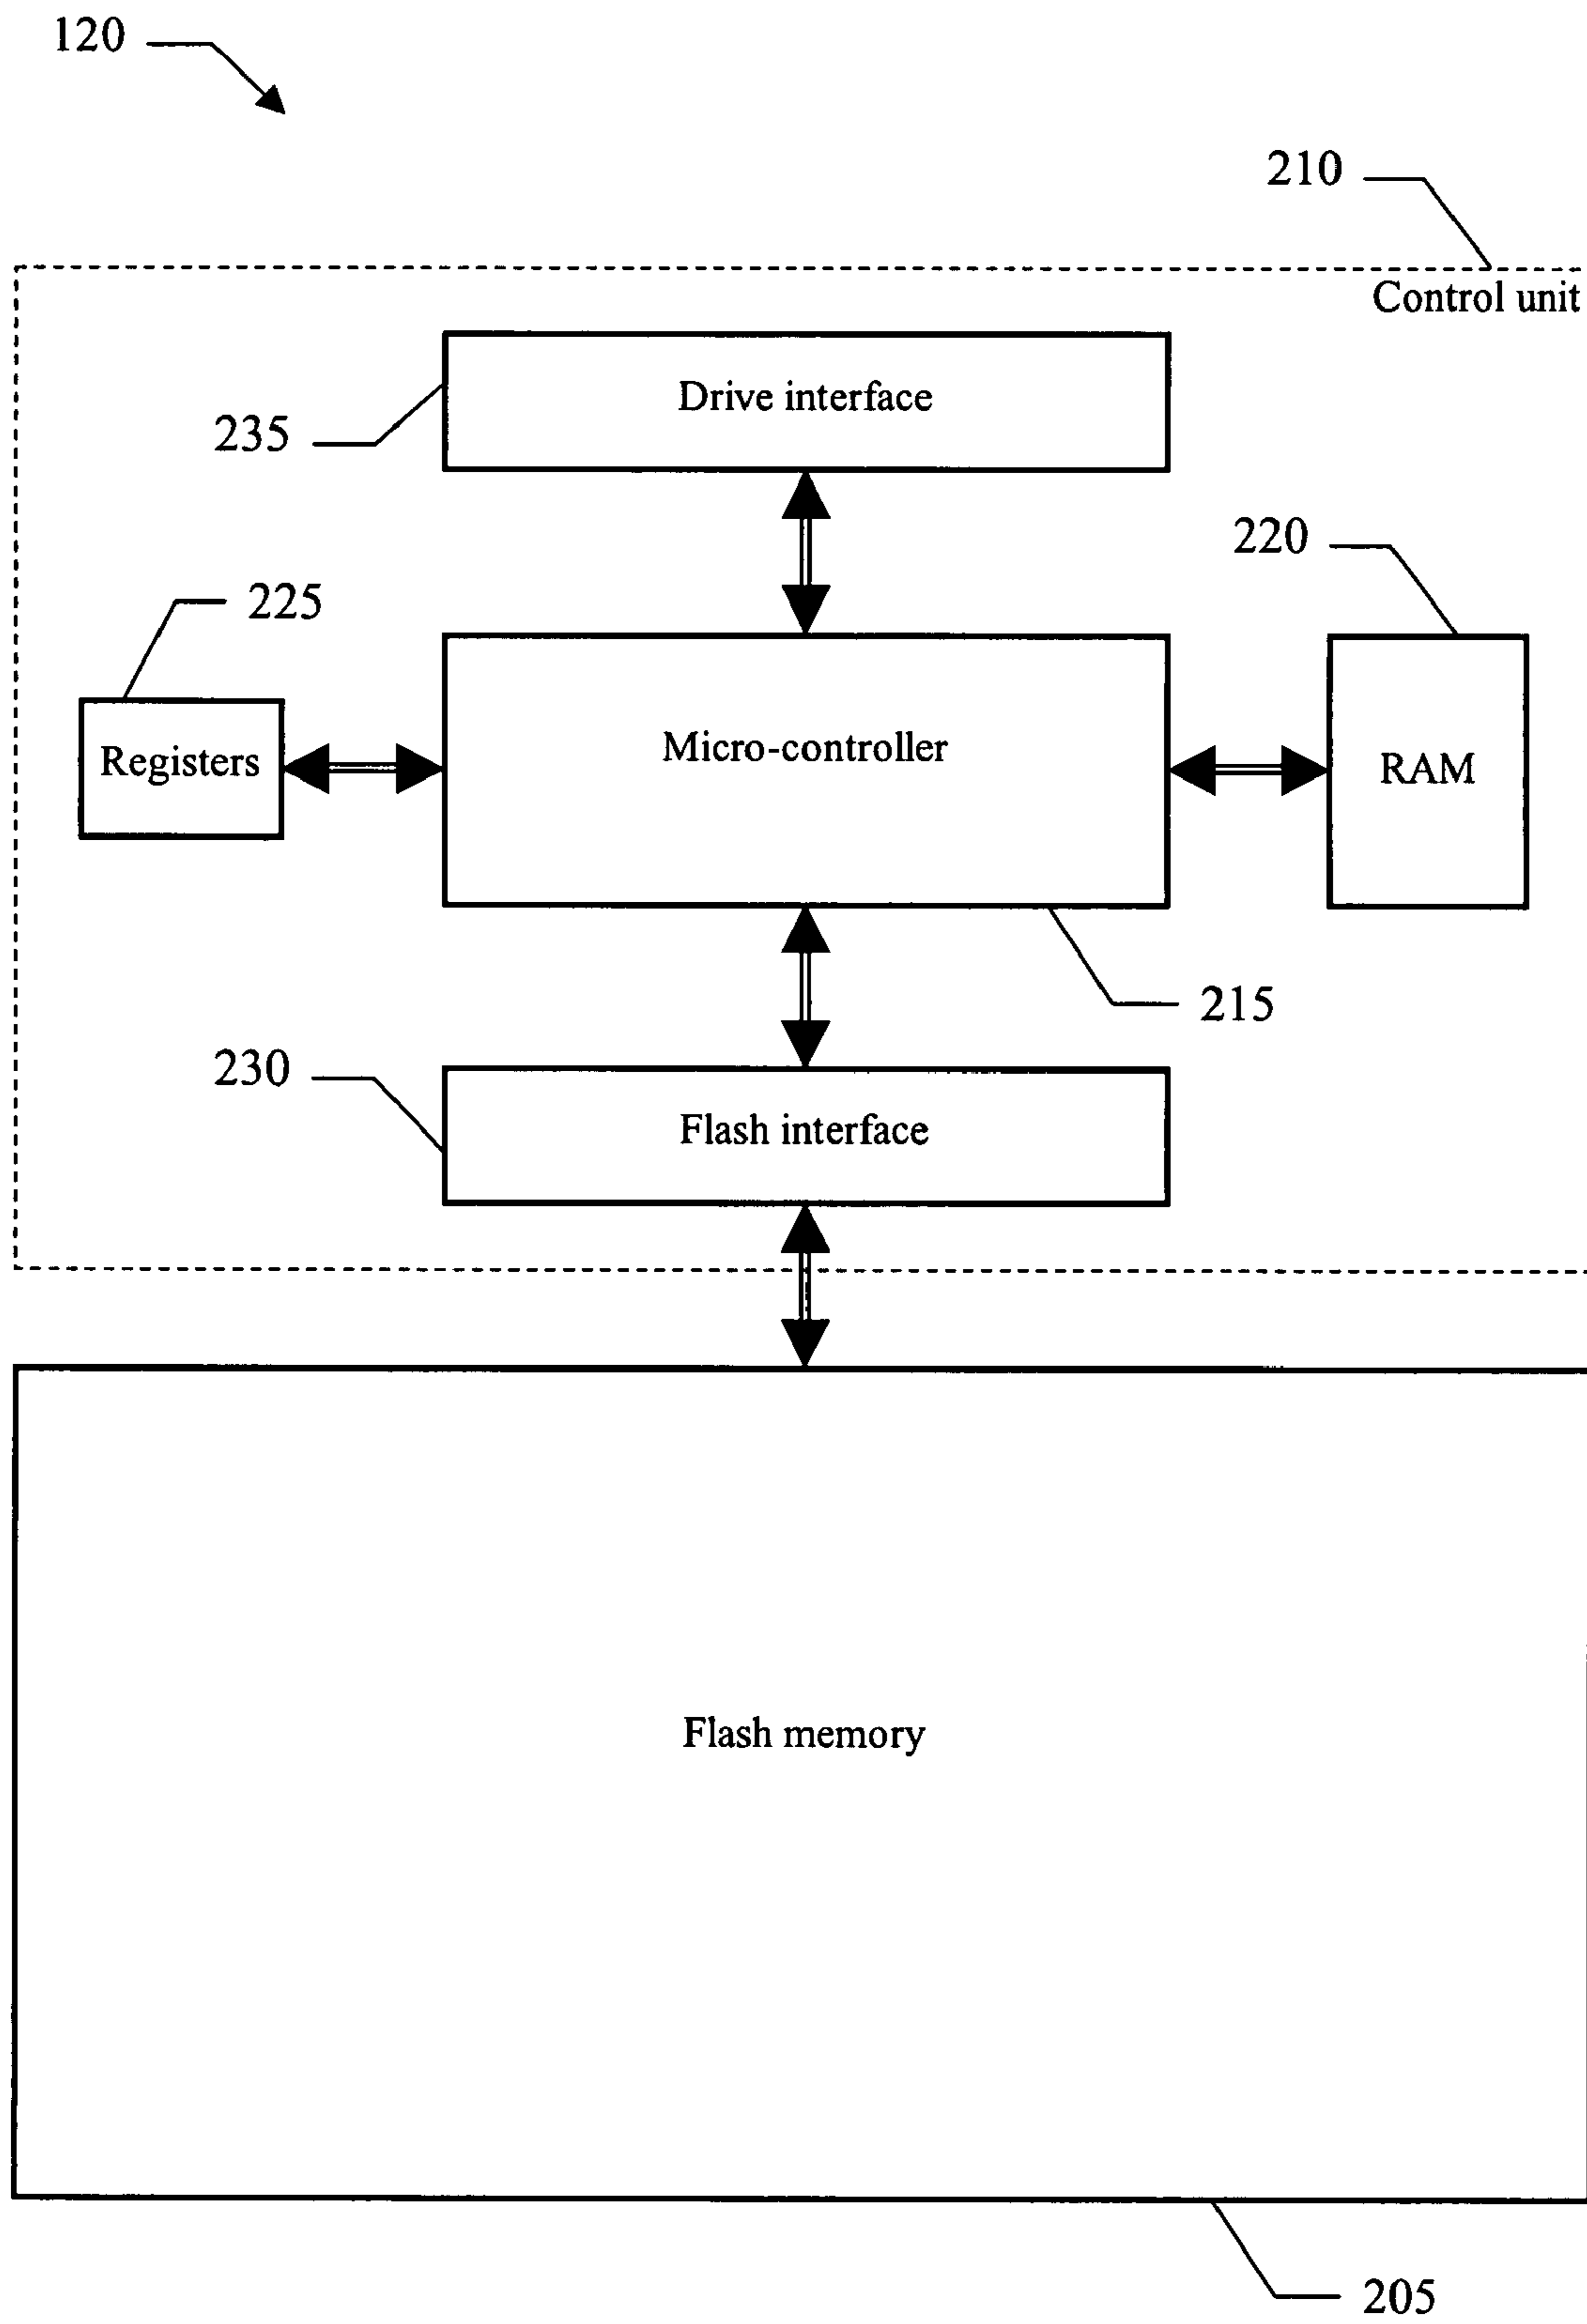 120
210
Control unit
Drive interface
235
220
225
Registers
Micro-controller
RAM
215
230
Flash interface
Flash memory
205